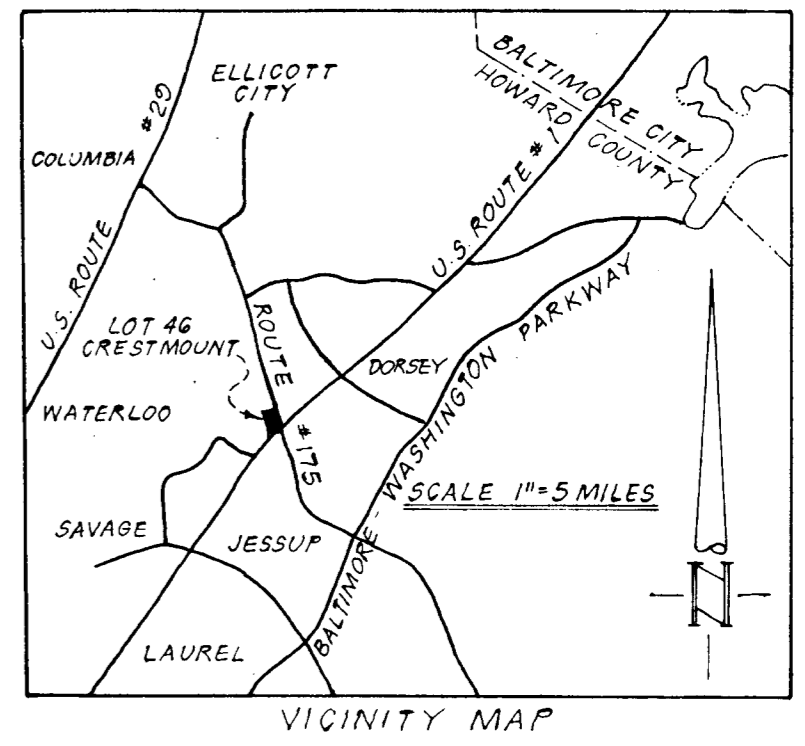 ELLICOTT
CITY
BALTIMORE CITY
HOWARD COUNTY
COLUMBIA
U.S. ROUTE #29
U.S. ROUTE #1
LOT 46
CRESTMOUNT
ROUTE #175
DORSEY
WATERLOO
BALTIMORE-WASHINGTON PARKWAY
SCALE 1"=5 MILES
SAVAGE
JESSUP
LAUREL
N
VICINITY MAP